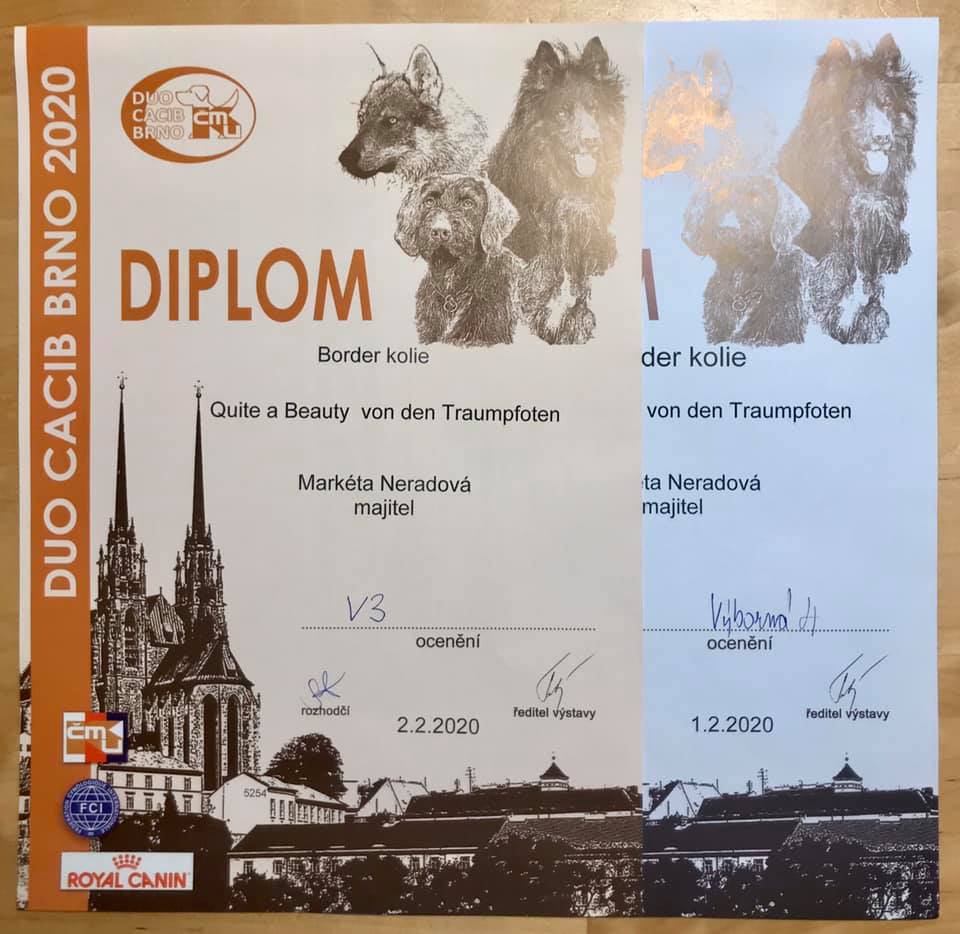 DUO CACIB BRNO 2020
DUO
CACIB
BRNO
ČMKU
DIPLOM
Border kolie
Quite a Beauty von den Traumpfoten
Markéta Neradová
majitel
V3
ocenění
rozhodčí
2.2.2020
ředitel výstavy
5254
ČMKU
FCI
ROYAL CANIN
M
der kolie
von den Traumpfoten
ta Neradová
majitel
Výborná 4
ocenění
1.2.2020
ředitel výstavy